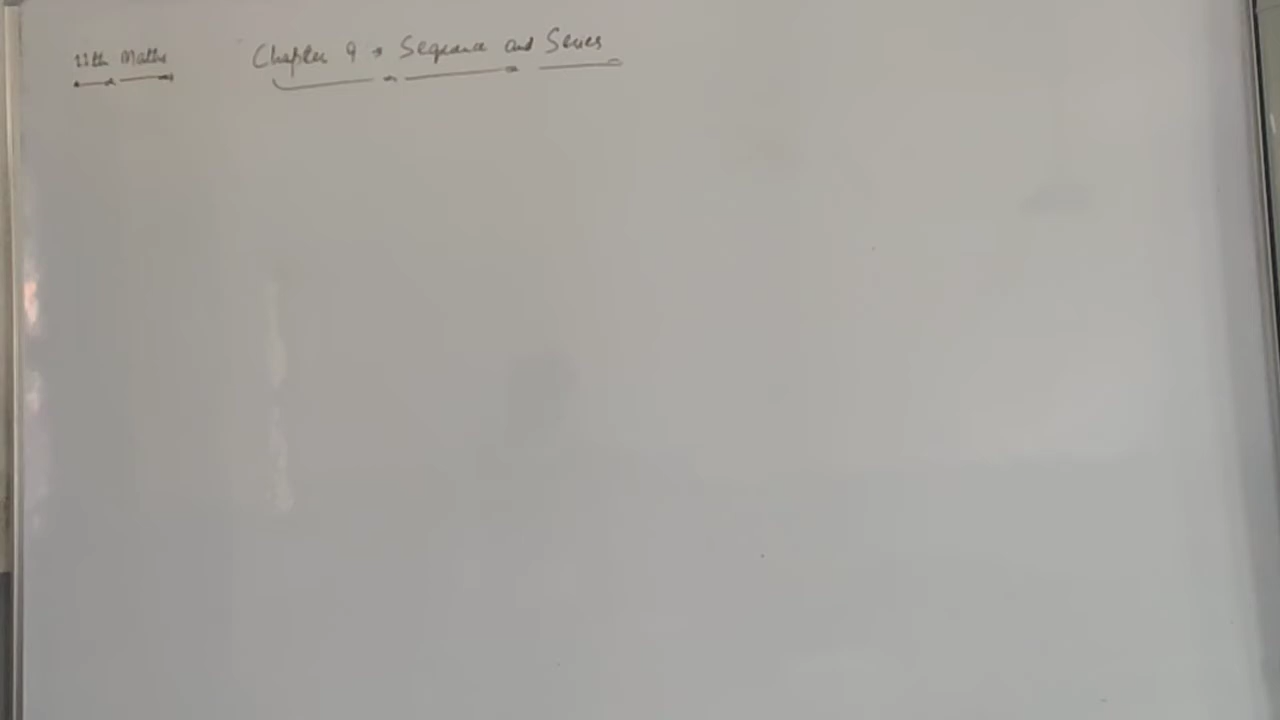 11th Maths Chapter 9 → Sequence and Series